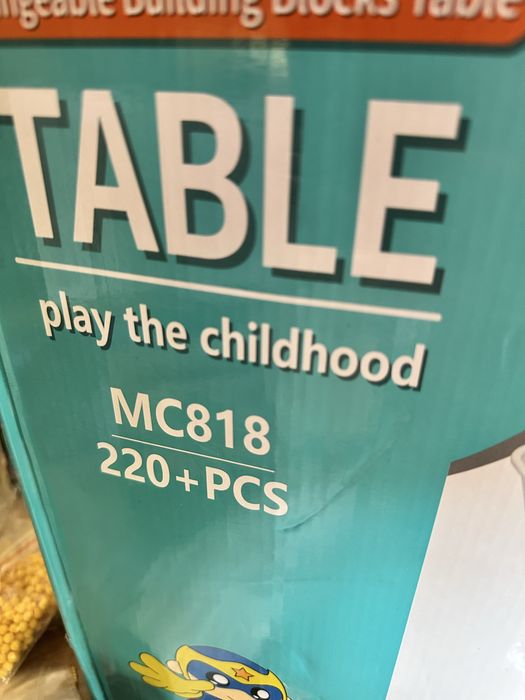 Building Blocks Table
TABLE
play the childhood
MC818
220+PCS